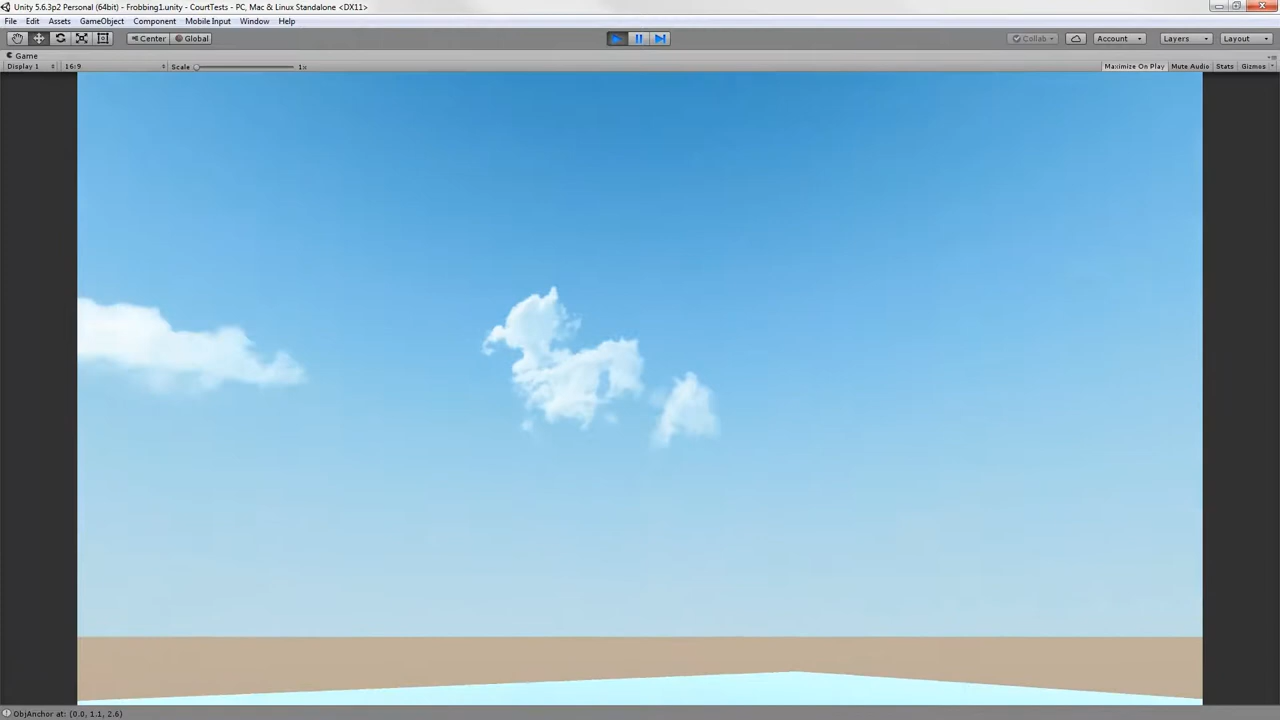 Unity 5.6.3p2 Personal (64bit) - Frobbing1.unity - CourtTests - PC, Mac & Linux Standalone <DX11>
File Edit Assets GameObject Component Mobile Input Window Help
Center Global Collab Account Layers Layout
Game
Display 1 16:9 Scale 1x Maximize On Play Mute Audio Stats Gizmos
ObjAnchor at: (0.0, 1.1, 2.6)